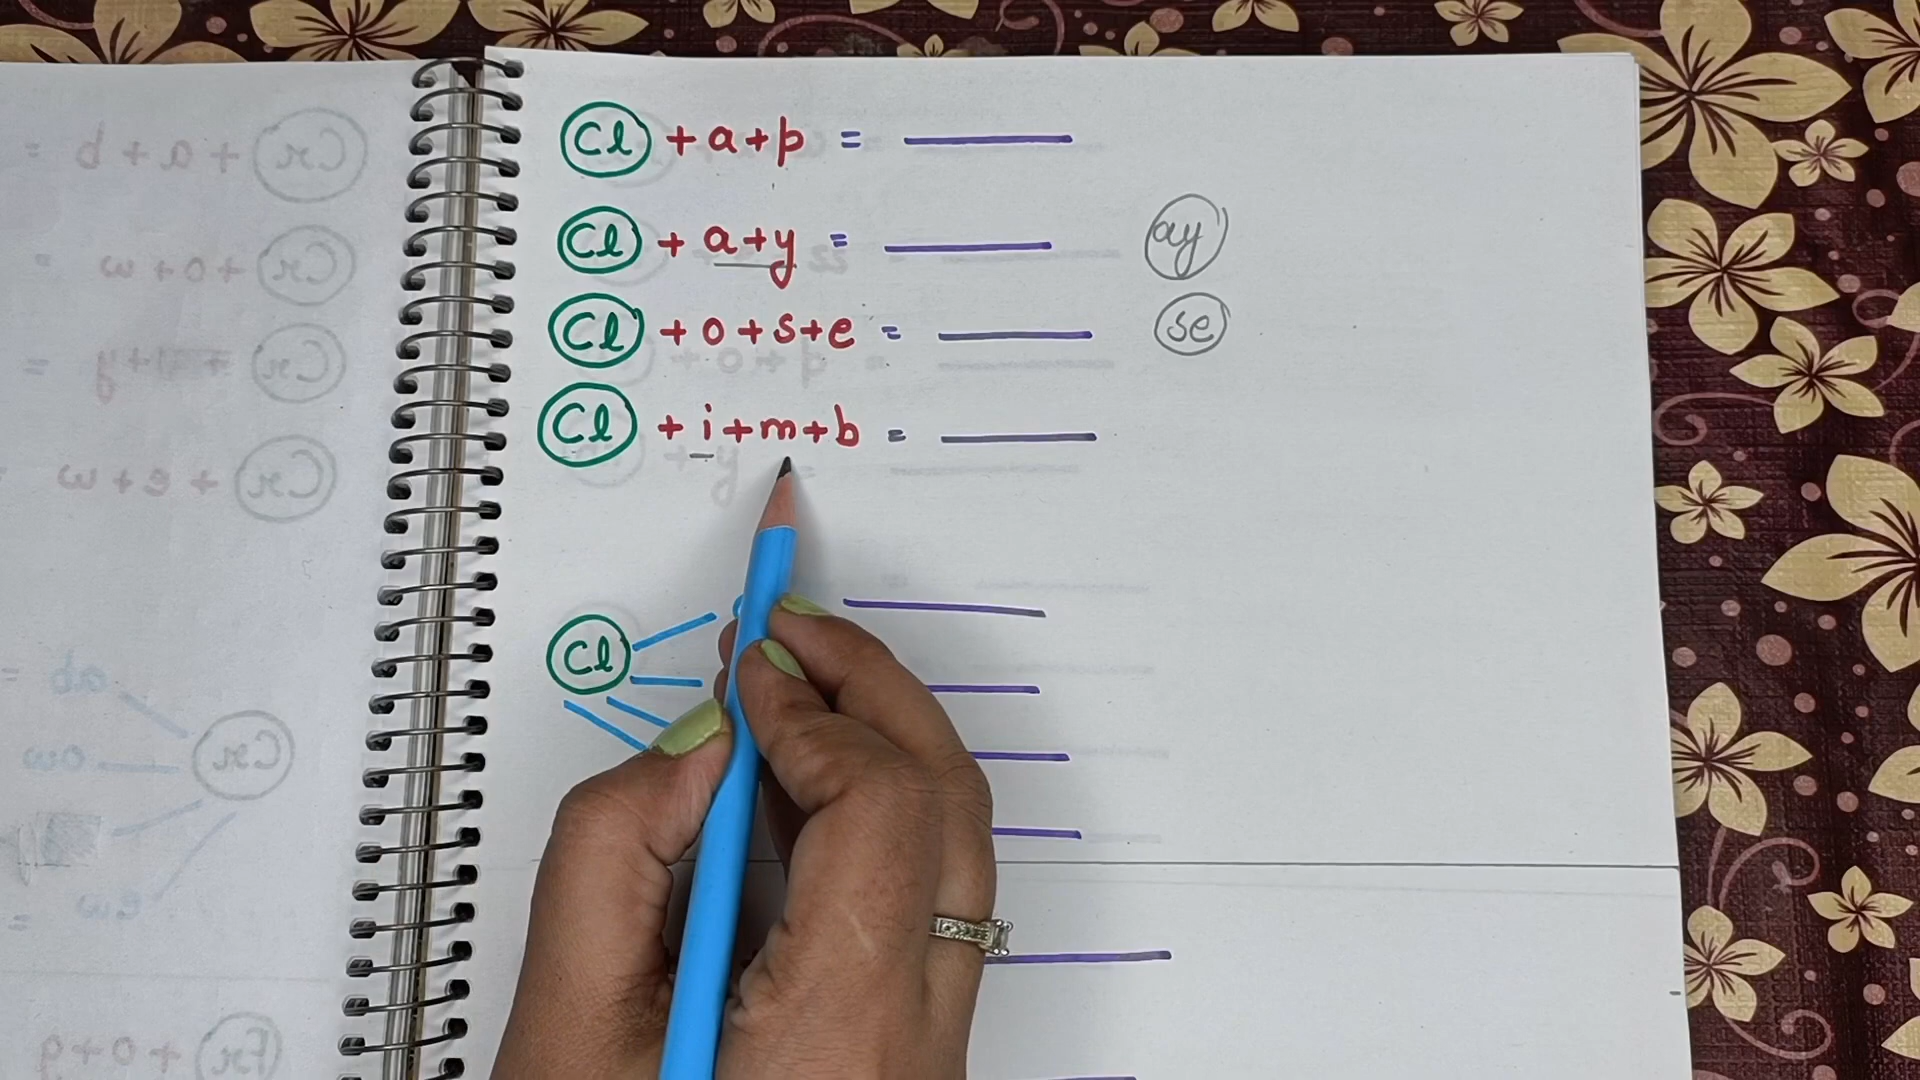 Cl + a + p =
Cl + a + y = ay
Cl + o + s + e = se
Cl + i + m + b =
Cl